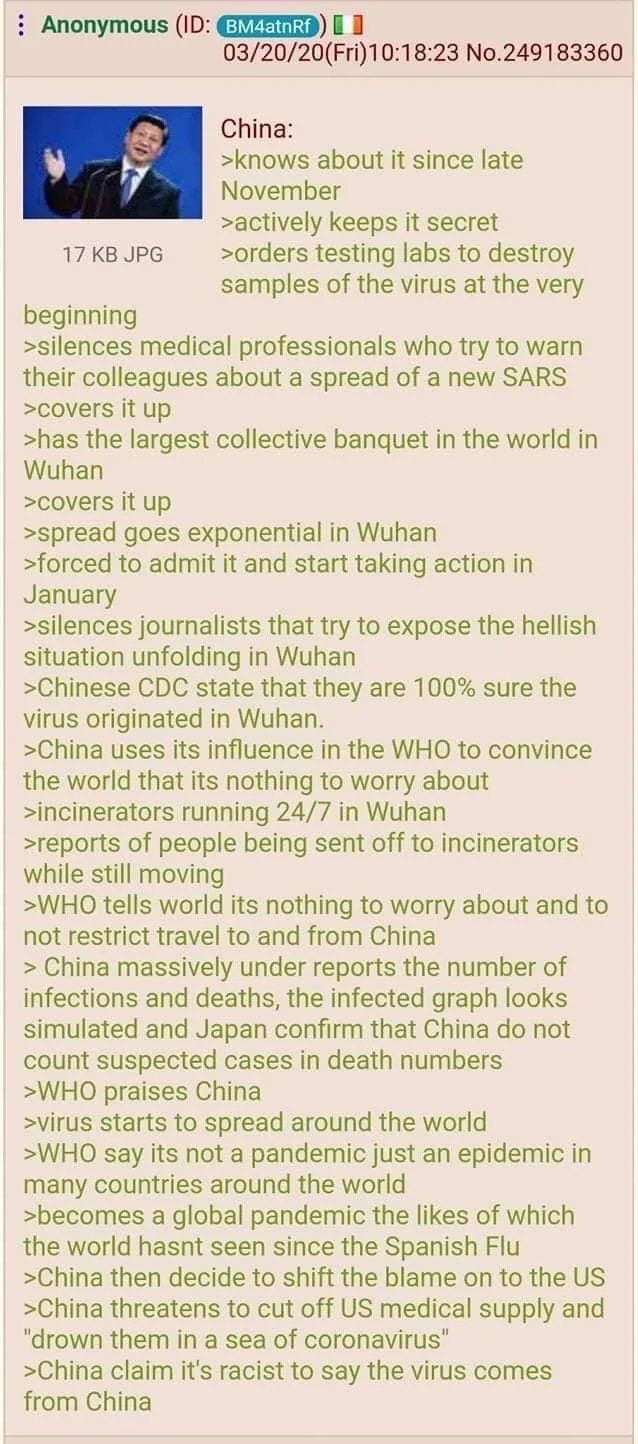 Anonymous (ID: BM4atnRf)
03/20/20(Fri)10:18:23 No.249183360
17 KB JPG
China:
>knows about it since late
November
>actively keeps it secret
>orders testing labs to destroy
samples of the virus at the very
beginning
>silences medical professionals who try to warn
their colleagues about a spread of a new SARS
>covers it up
>has the largest collective banquet in the world in
Wuhan
>covers it up
>spread goes exponential in Wuhan
>forced to admit it and start taking action in
January
>silences journalists that try to expose the hellish
situation unfolding in Wuhan
>Chinese CDC state that they are 100% sure the
virus originated in Wuhan.
>China uses its influence in the WHO to convince
the world that its nothing to worry about
>incinerators running 24/7 in Wuhan
>reports of people being sent off to incinerators
while still moving
>WHO tells world its nothing to worry about and to
not restrict travel to and from China
> China massively under reports the number of
infections and deaths, the infected graph looks
simulated and Japan confirm that China do not
count suspected cases in death numbers
>WHO praises China
>virus starts to spread around the world
>WHO say its not a pandemic just an epidemic in
many countries around the world
>becomes a global pandemic the likes of which
the world hasnt seen since the Spanish Flu
>China then decide to shift the blame on to the US
>China threatens to cut off US medical supply and
"drown them in a sea of coronavirus"
>China claim it's racist to say the virus comes
from China